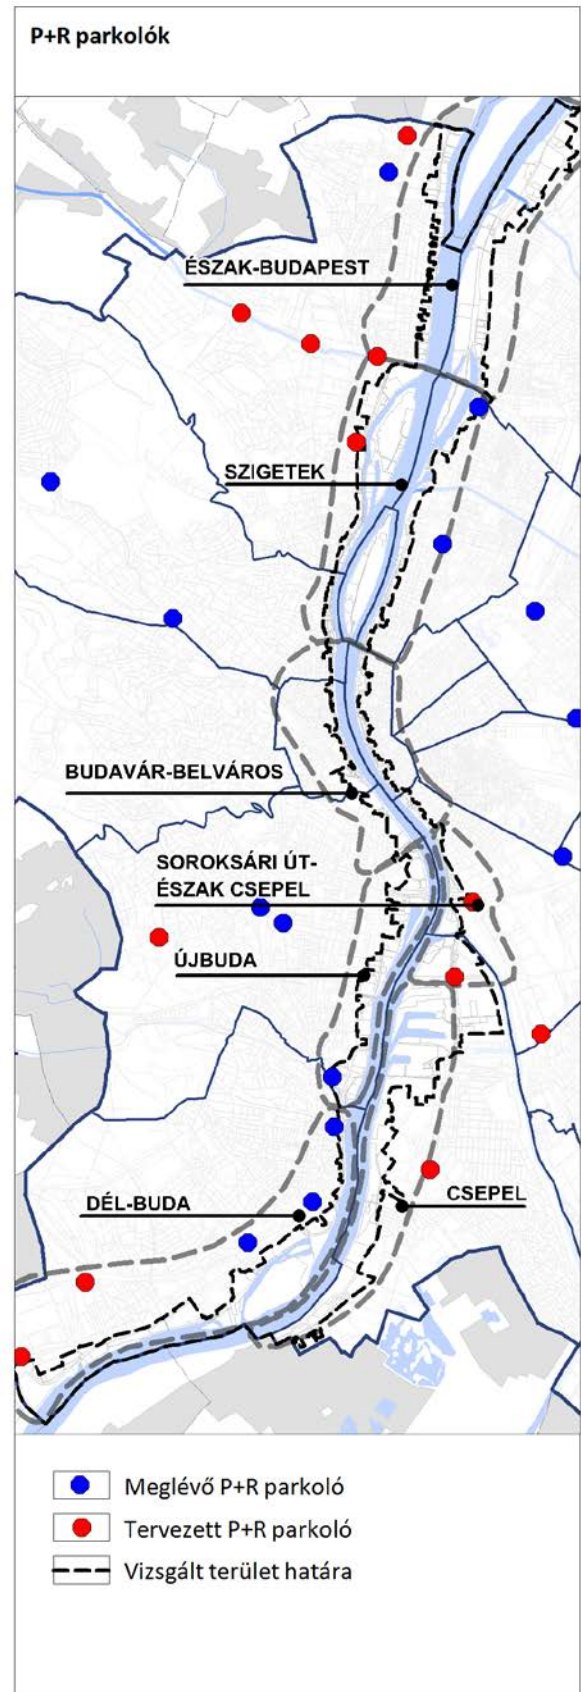 P+R parkolók
ÉSZAK-BUDAPEST
SZIGETEK
BUDAVÁR-BELVÁROS
SOROKSÁRI ÚT-
ÉSZAK CSEPEL
ÚJBUDA
DÉL-BUDA
CSEPEL
Meglévő P+R parkoló
Tervezett P+R parkoló
Vizsgált terület határa